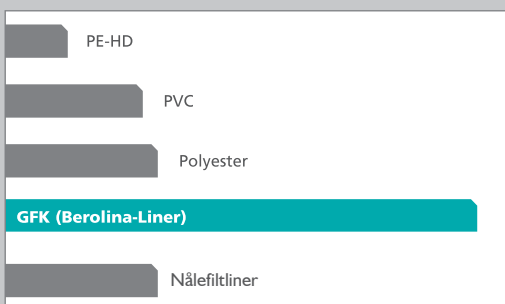 PE-HD
PVC
Polyester
GFK (Berolina-Liner)
Nålefiltliner